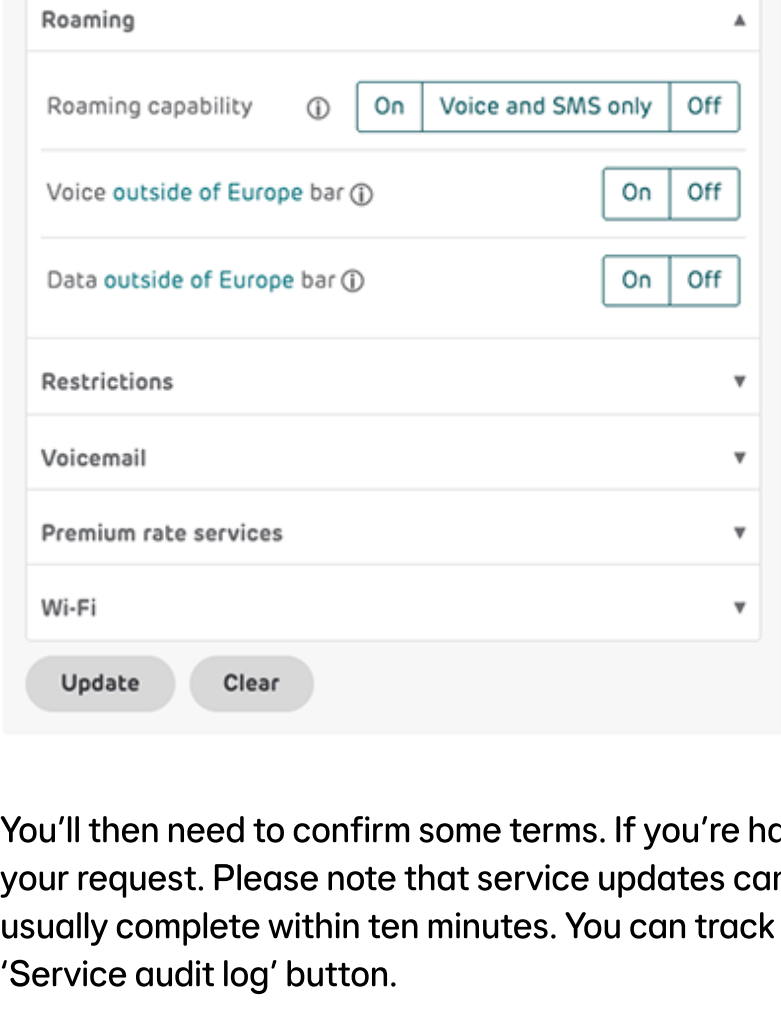 Roaming
Roaming capability On Voice and SMS only Off
Voice outside of Europe bar On Off
Data outside of Europe bar On Off
Restrictions
Voicemail
Premium rate services
Wi-Fi
Update Clear
You’ll then need to confirm some terms. If you’re
your request. Please note that service updates
usually complete within ten minutes. You can track
‘Service audit log’ button.